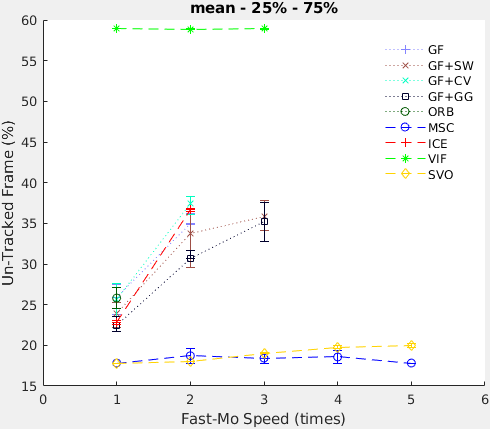 mean - 25% - 75%
Un-Tracked Frame (%)
60
55
50
45
40
35
30
25
20
15
GF
GF+SW
GF+CV
GF+GG
ORB
MSC
ICE
VIF
SVO
0 1 2 3 4 5 6
Fast-Mo Speed (times)